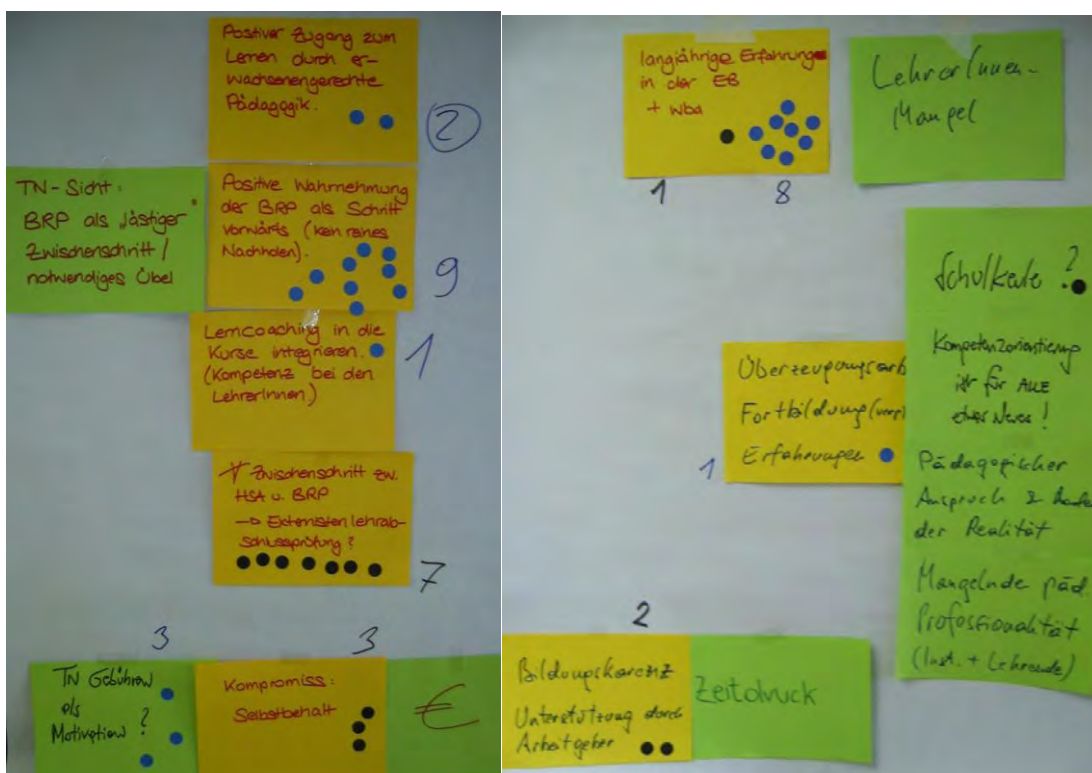 Positiver Zugang zum
Lernen durch er-
wachsenengerechte
Pädagogik.
2
TN-Sicht:
BRP als „lästiger"
Zwischenschritt /
notwendiges Übel
Positive Wahrnehmung
der BRP als Schritt
vorwärts (kein reines
Nachholen).
9
Lerncoaching in die
Kurse integrieren.
(Kompetenz bei den
LehrerInnen)
1
Zwischenschritt zw.
HSA u. BRP
→ Externistenlehrab-
schlussprüfung?
7
3
TN Gebühren
als
Motivation?
3
Kompromiss:
Selbstbehalt
€
langjährige Erfahrungen
in der EB
+ wba
1
8
LehrerInnen-
Mangel
Schulkeule?
Kompetenzorientierung
ist für ALLE
etwas Neues!
Pädagogischer
Anspruch &
der Realität
Mangelnde päd.
Professionalität
(Inst. + Lehrende)
Überzeugungsarb
Fortbildung
Erfahrungen
1
2
Bildungskarenz
Unterstützung durch
Arbeitgeber
Zeitdruck